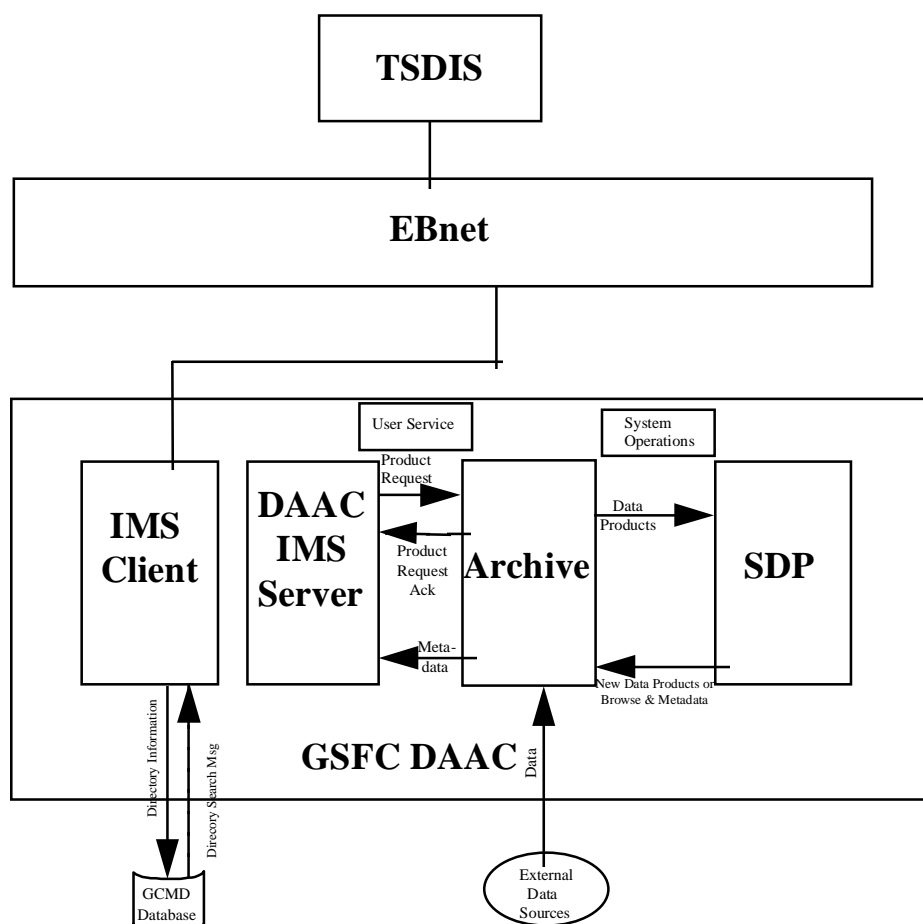 TSDIS
EBnet
User Service
System
Operations
Product
Request
IMS
Client
DAAC
IMS
Server
Product
Request
Ack
Archive
Data
Products
SDP
Meta-
data
New Data Products or
Browse & Metadata
GSFC DAAC
Directory Information
Direcory Search Msg
Data
GCMD
Database
External
Data
Sources